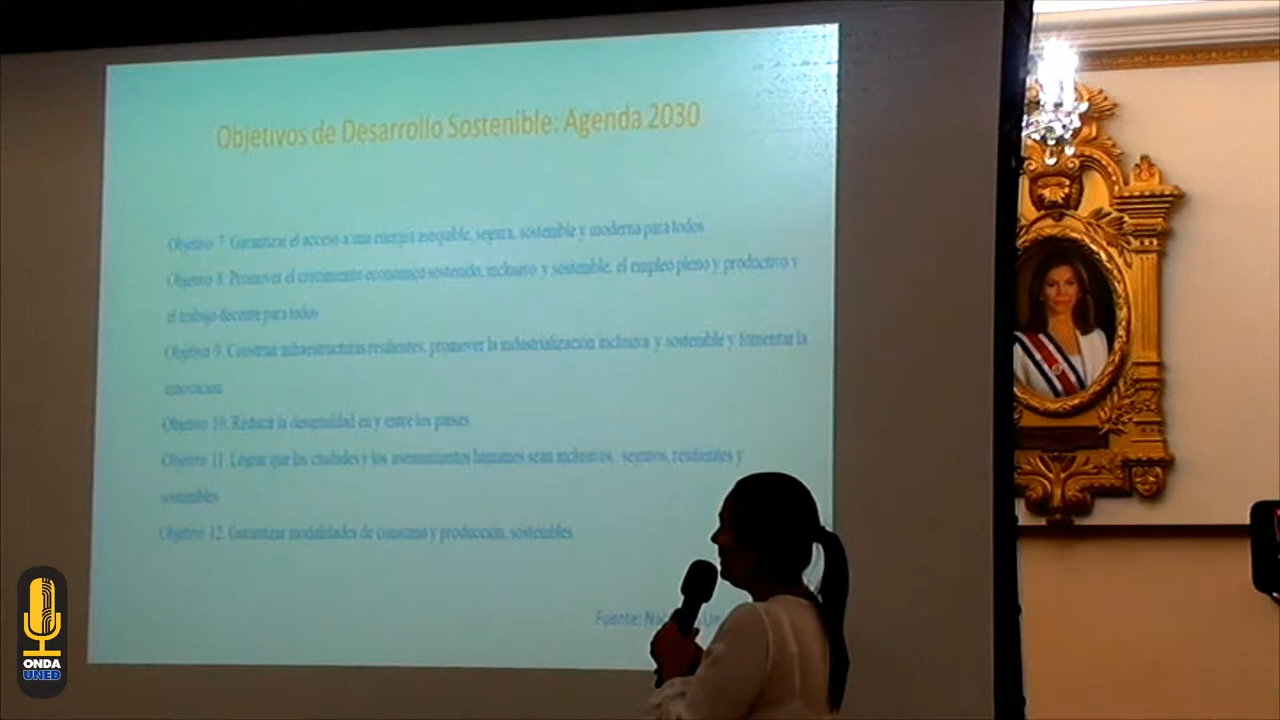 Objetivos de Desarrollo Sostenible: Agenda 2030
Objetivo 7. Garantizar el acceso a una energía asequible, segura, sostenible y moderna para todos
Objetivo 8. Promover el crecimiento económico sostenido, inclusivo y sostenible, el empleo pleno y productivo y
el trabajo decente para todos
Objetivo 9. Construir infraestructuras resilientes, promover la industrialización inclusiva y sostenible y fomentar la
innovación
Objetivo 10. Reducir la desigualdad en y entre los países
Objetivo 11. Lograr que las ciudades y los asentamientos humanos sean inclusivos, seguros, resilientes y
sostenibles
Objetivo 12. Garantizar modalidades de consumo y producción, sostenibles
Fuente:
ONDA
UNED